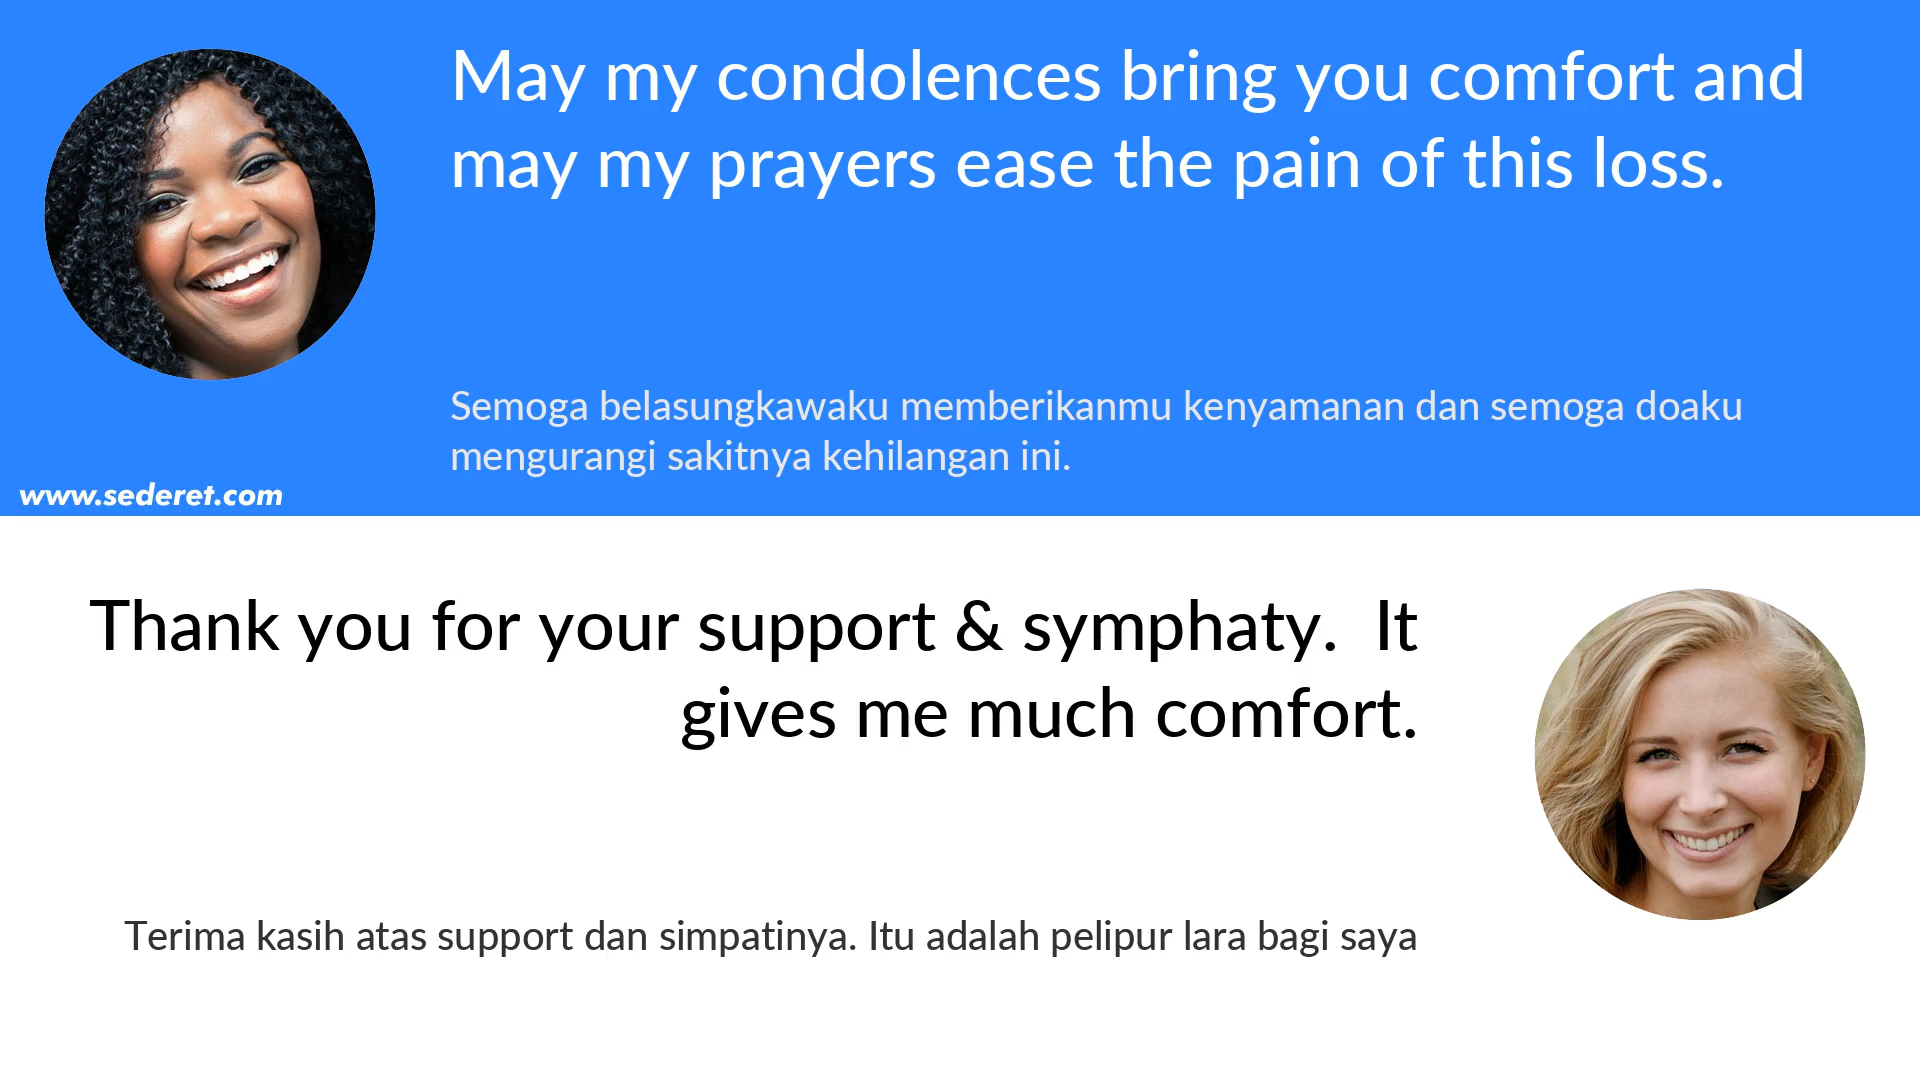 May my condolences bring you comfort and
may my prayers ease the pain of this loss.
Semoga belasungkawaku memberikanmu kenyamanan dan semoga doaku
mengurangi sakitnya kehilangan ini.
www.sederet.com
Thank you for your support & symphaty.  It
gives me much comfort.
Terima kasih atas support dan simpatinya. Itu adalah pelipur lara bagi saya